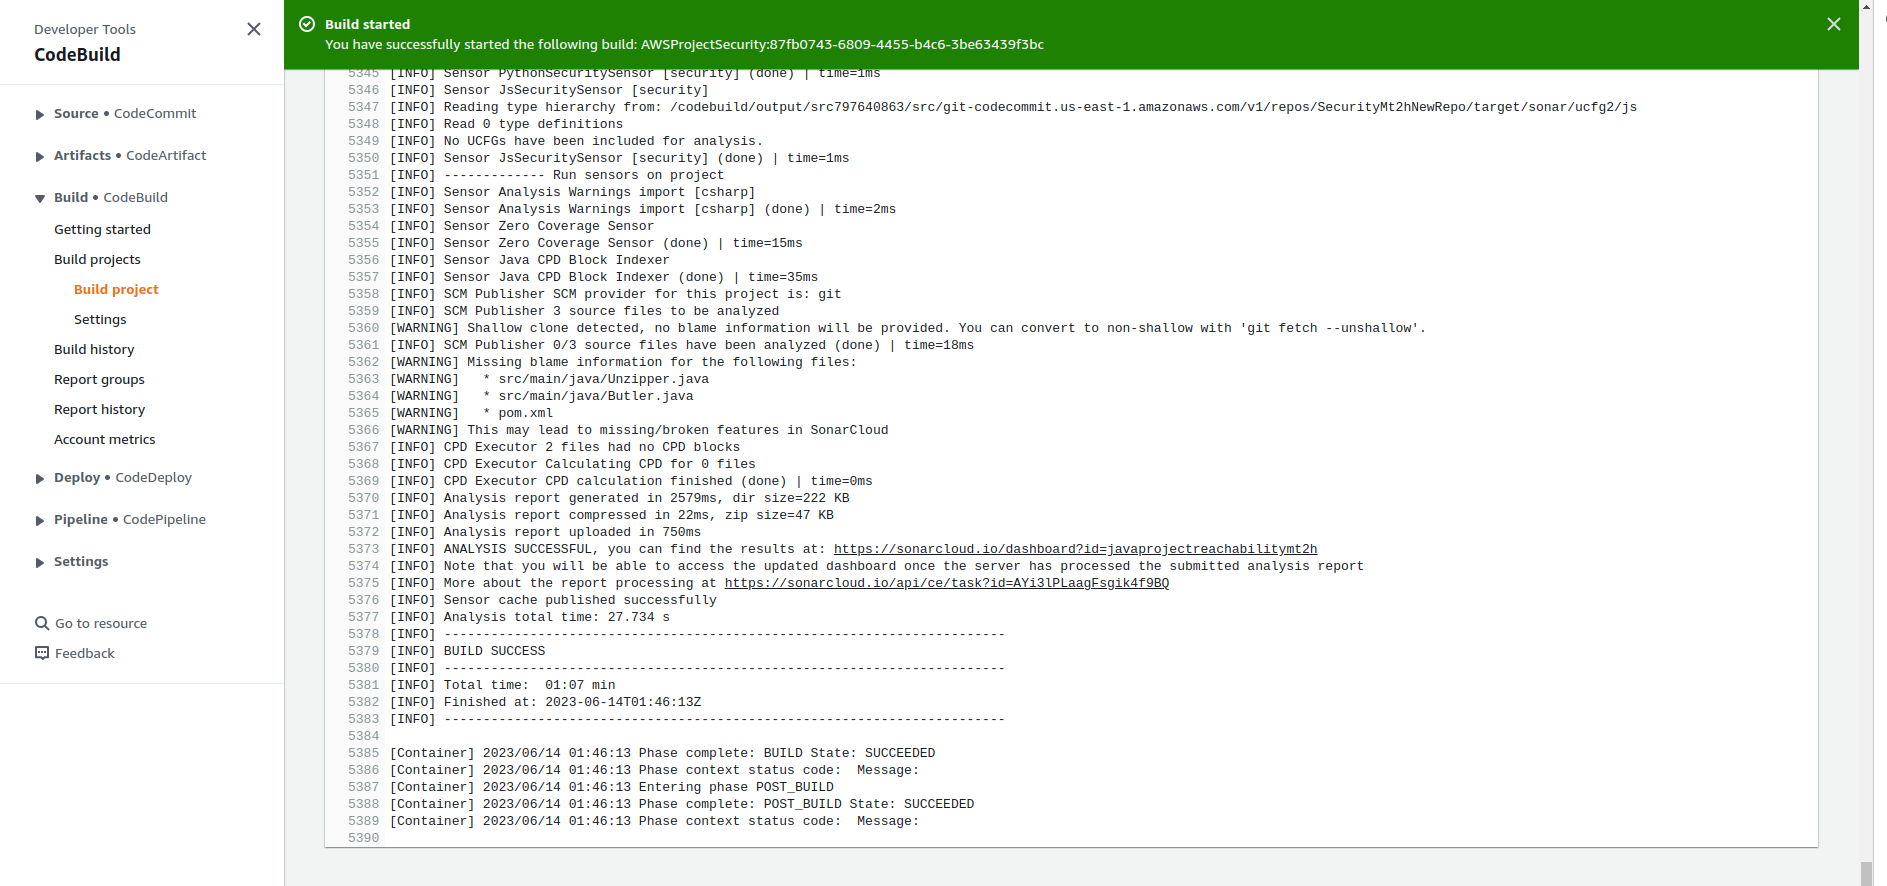 Developer Tools
CodeBuild
Source • CodeCommit
Artifacts • CodeArtifact
Build • CodeBuild
Getting started
Build projects
Build project
Settings
Build history
Report groups
Report history
Account metrics
Deploy • CodeDeploy
Pipeline • CodePipeline
Settings
Go to resource
Feedback
Build started
You have successfully started the following build: AWSProjectSecurity:87fb0743-6809-4455-b4c6-3be63439f3bc
5345 [INFO] Sensor PythonSecuritySensor [security] (done) | time=1ms
5346 [INFO] Sensor JsSecuritySensor [security]
5347 [INFO] Reading type hierarchy from: /codebuild/output/src797640863/src/git-codecommit.us-east-1.amazonaws.com/v1/repos/SecurityMt2hNewRepo/target/sonar/ucfg2/js
5348 [INFO] Read 0 type definitions
5349 [INFO] No UCFGs have been included for analysis.
5350 [INFO] Sensor JsSecuritySensor [security] (done) | time=1ms
5351 [INFO] ------------- Run sensors on project
5352 [INFO] Sensor Analysis Warnings import [csharp]
5353 [INFO] Sensor Analysis Warnings import [csharp] (done) | time=2ms
5354 [INFO] Sensor Zero Coverage Sensor
5355 [INFO] Sensor Zero Coverage Sensor (done) | time=15ms
5356 [INFO] Sensor Java CPD Block Indexer
5357 [INFO] Sensor Java CPD Block Indexer (done) | time=35ms
5358 [INFO] SCM Publisher SCM provider for this project is: git
5359 [INFO] SCM Publisher 3 source files to be analyzed
5360 [WARNING] Shallow clone detected, no blame information will be provided. You can convert to non-shallow with 'git fetch --unshallow'.
5361 [INFO] SCM Publisher 0/3 source files have been analyzed (done) | time=18ms
5362 [WARNING] Missing blame information for the following files:
5363 [WARNING]   * src/main/java/Unzipper.java
5364 [WARNING]   * src/main/java/Butler.java
5365 [WARNING]   * pom.xml
5366 [WARNING] This may lead to missing/broken features in SonarCloud
5367 [INFO] CPD Executor 2 files had no CPD blocks
5368 [INFO] CPD Executor Calculating CPD for 0 files
5369 [INFO] CPD Executor CPD calculation finished (done) | time=0ms
5370 [INFO] Analysis report generated in 2579ms, dir size=222 KB
5371 [INFO] Analysis report compressed in 22ms, zip size=47 KB
5372 [INFO] Analysis report uploaded in 750ms
5373 [INFO] ANALYSIS SUCCESSFUL, you can find the results at: https://sonarcloud.io/dashboard?id=javaprojectreachabilitymt2h
5374 [INFO] Note that you will be able to access the updated dashboard once the server has processed the submitted analysis report
5375 [INFO] More about the report processing at https://sonarcloud.io/api/ce/task?id=AYi3lPLaagFsgik4f9BQ
5376 [INFO] Sensor cache published successfully
5377 [INFO] Analysis total time: 27.734 s
5378 [INFO] ------------------------------------------------------------------------
5379 [INFO] BUILD SUCCESS
5380 [INFO] ------------------------------------------------------------------------
5381 [INFO] Total time:  01:07 min
5382 [INFO] Finished at: 2023-06-14T01:46:13Z
5383 [INFO] ------------------------------------------------------------------------
5384
5385 [Container] 2023/06/14 01:46:13 Phase complete: BUILD State: SUCCEEDED
5386 [Container] 2023/06/14 01:46:13 Phase context status code:  Message:
5387 [Container] 2023/06/14 01:46:13 Entering phase POST_BUILD
5388 [Container] 2023/06/14 01:46:13 Phase complete: POST_BUILD State: SUCCEEDED
5389 [Container] 2023/06/14 01:46:13 Phase context status code:  Message:
5390